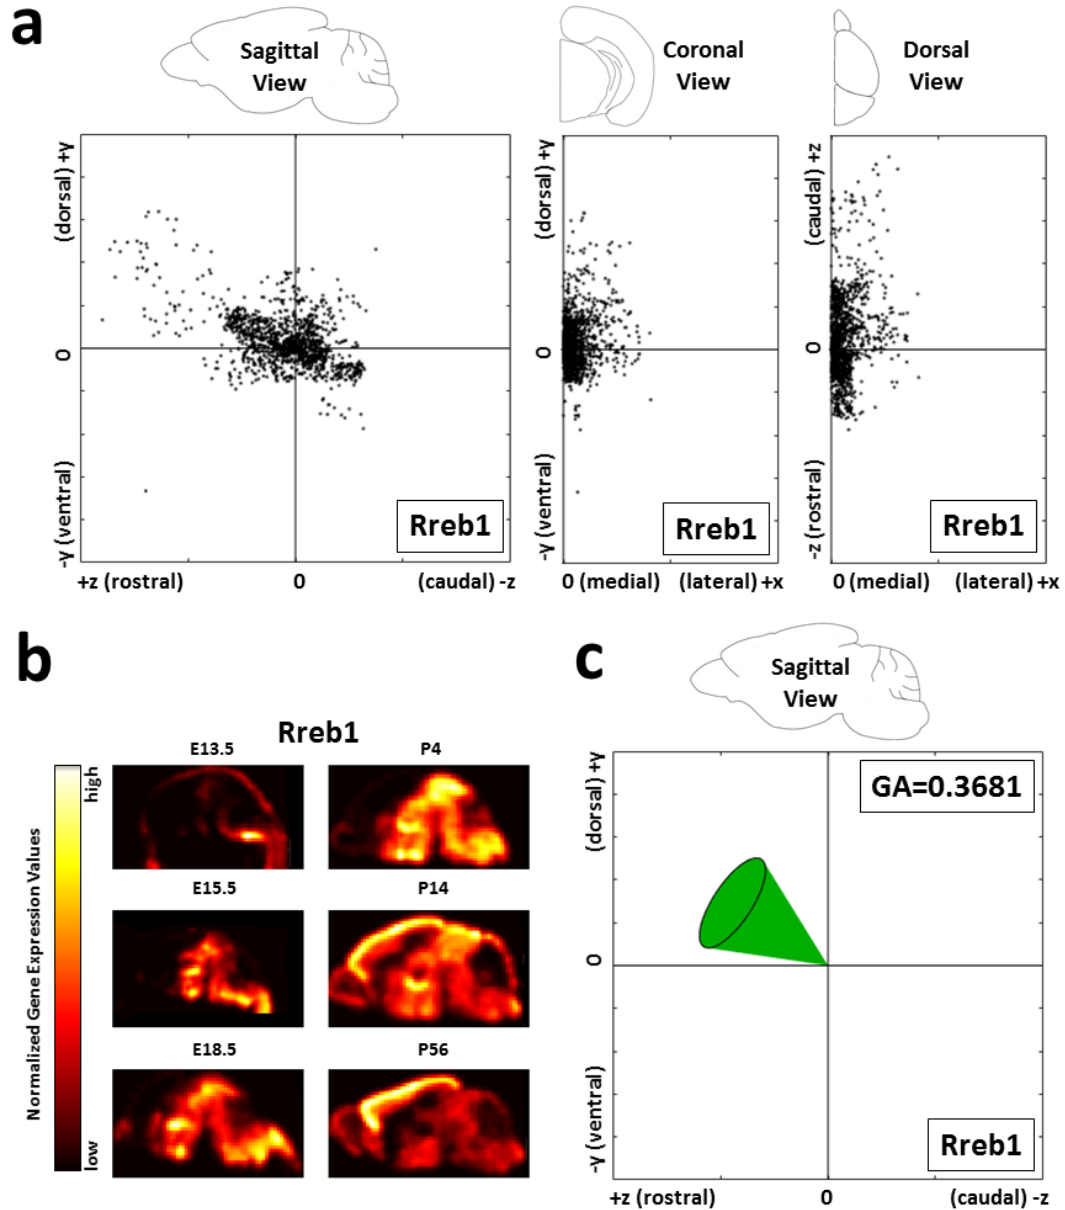 a
Sagittal
View
Coronal
View
Dorsal
View
(dorsal) +y
0
-y (ventral)
Rreb1
+z (rostral)
0
(caudal) -z
(dorsal) +y
0
-y (ventral)
Rreb1
0 (medial)
(lateral) +x
(caudal) +z
0
-z (rostral)
Rreb1
0 (medial)
(lateral) +x
b
Rreb1
Normalized Gene Expression Values
high
low
E13.5
P4
E15.5
P14
E18.5
P56
c
Sagittal
View
(dorsal) +y
0
-y (ventral)
GA=0.3681
Rreb1
+z (rostral)
0
(caudal) -z